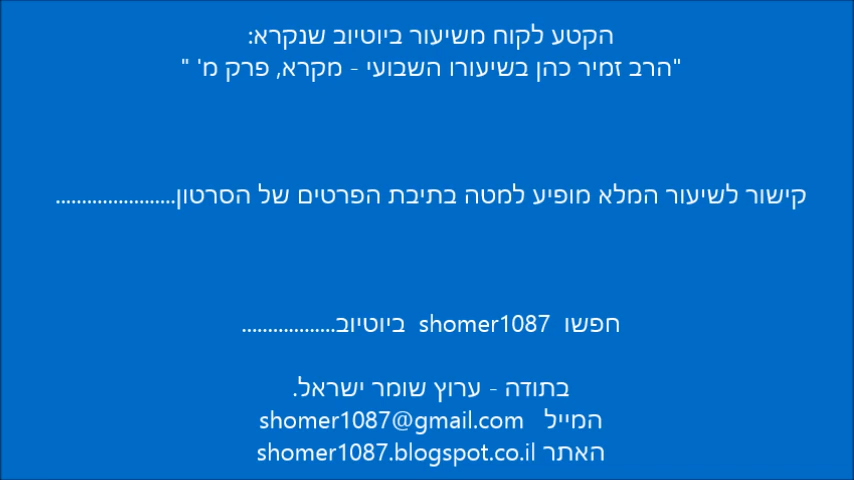 הקטע לקוח משיעור ביוטיוב שנקרא:
"הרב זמיר כהן בשיעורו השבועי - מקרא, פרק מ' "
קישור לשיעור המלא מופיע למטה בתיבת הפרטים של הסרטון.......................
חפשו  shomer1087  ביוטיוב..................
בתודה - ערוץ שומר ישראל.
המייל   shomer1087@gmail.com
האתר shomer1087.blogspot.co.il